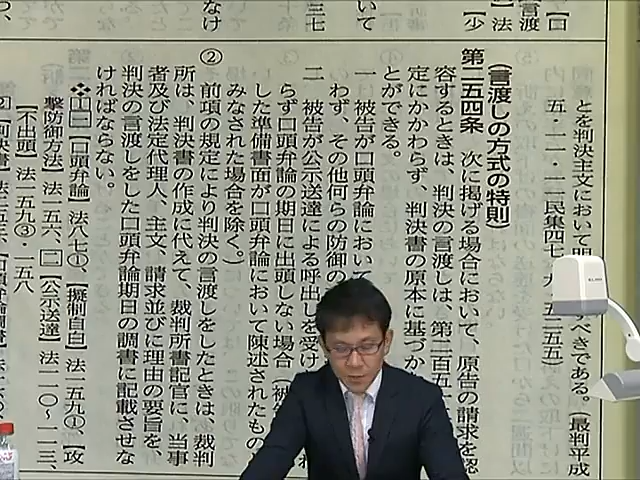 とを判決主文において
べきである。（最判平成
五・一一・一一民集四七・九・五二五五）
（言渡しの方式の特則）
第二五四条　次に掲げる場合において、原告の請求を認
容するときは、判決の言渡しは、第二百五十
定にかかわらず、判決書の原本に基づか
とができる。
一　被告が口頭弁論において
わず、その他何らの防御の
二　被告が公示送達による呼出しを受け
らず口頭弁論の期日に出頭しない場合（被告
した準備書面が口頭弁論において陳述されたもの
みなされた場合を除く。）
②　前項の規定により判決の言渡しをしたときは、裁判
所は、判決書の作成に代えて、裁判所書記官に、当事
者及び法定代理人、主文、請求並びに理由の要旨を、
判決の言渡しをした口頭弁論期日の調書に記載させな
ければならない。
❖【口頭弁論】法八七①、【擬制自白】法一五九①【攻
撃防御方法】法一五六、【公示送達】法一一〇〜一一三、
【不出頭】法一五九③・一五八